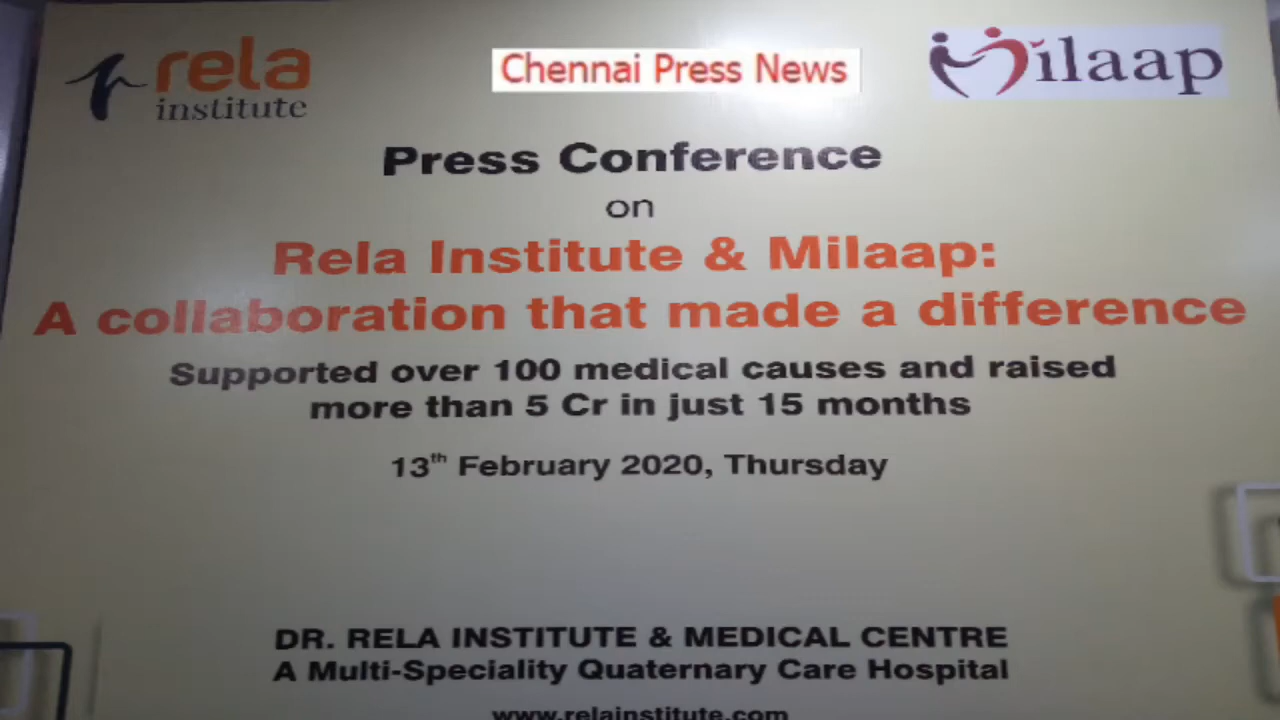 rela
institute
Chennai Press News
Milaap
Press Conference
on
Rela Institute & Milaap:
A collaboration that made a difference
Supported over 100 medical causes and raised
more than 5 Cr in just 15 months
13th February 2020, Thursday
DR. RELA INSTITUTE & MEDICAL CENTRE
A Multi-Speciality Quaternary Care Hospital
www.relainstitute.com